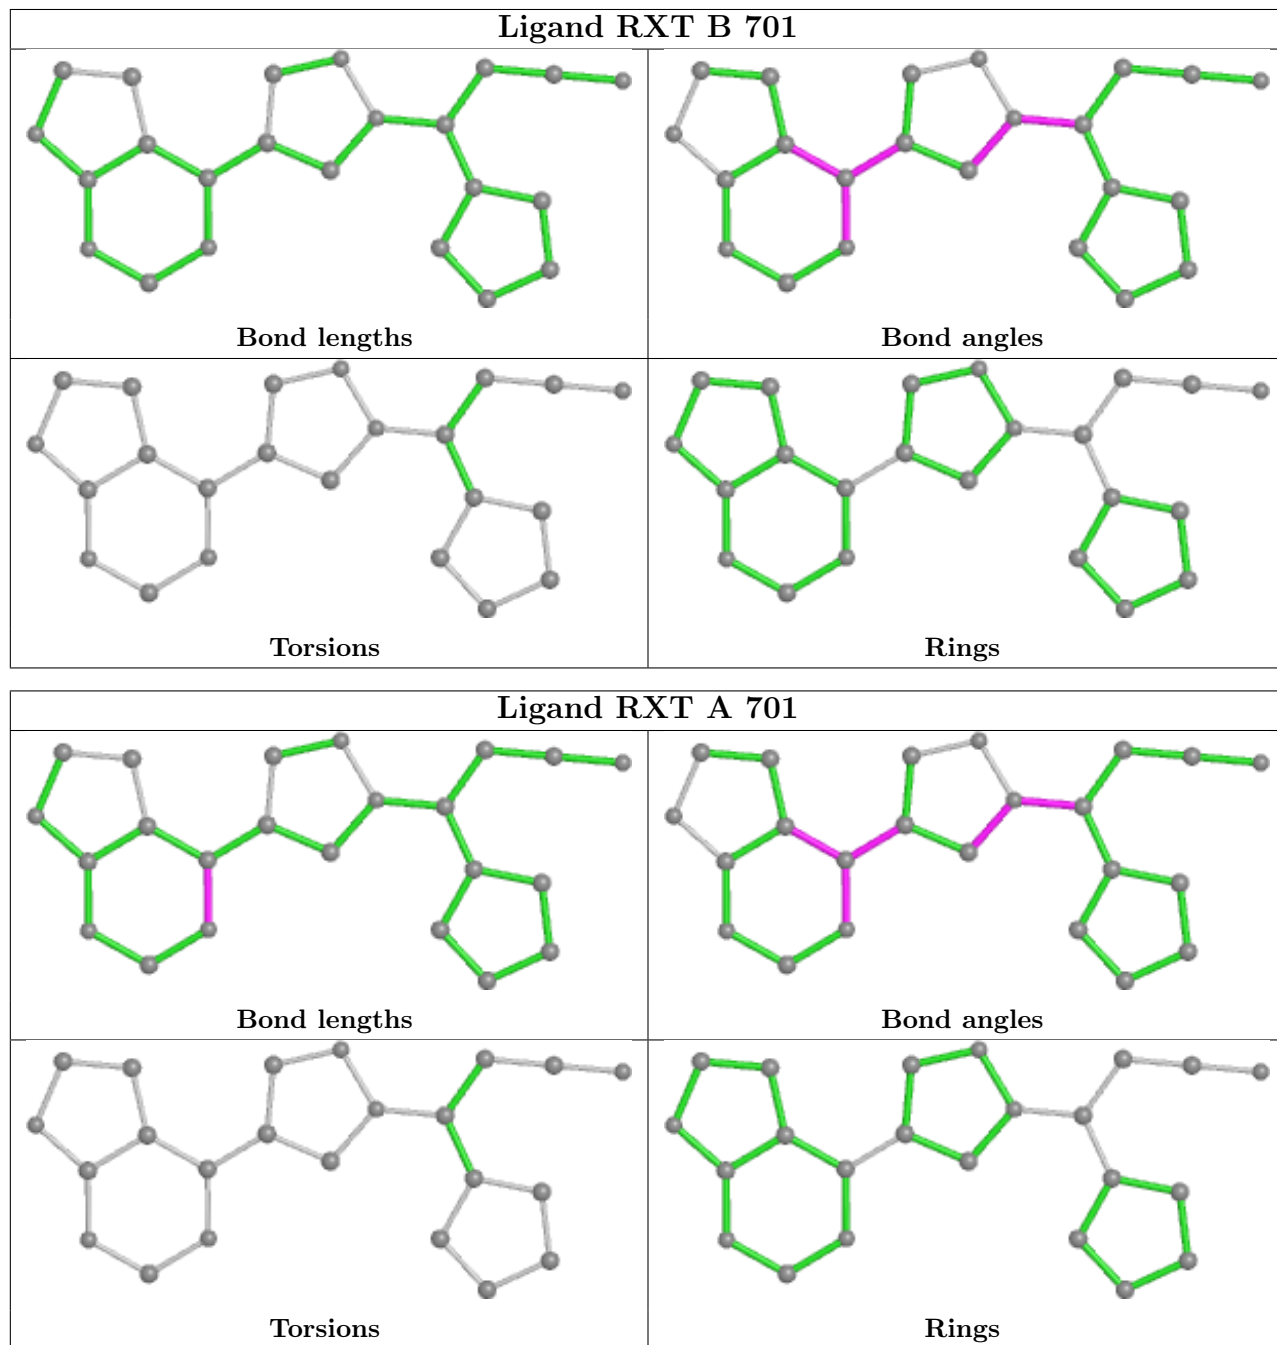 Ligand RXT B 701
Bond lengths
Bond angles
Torsions
Rings
Ligand RXT A 701
Bond lengths
Bond angles
Torsions
Rings